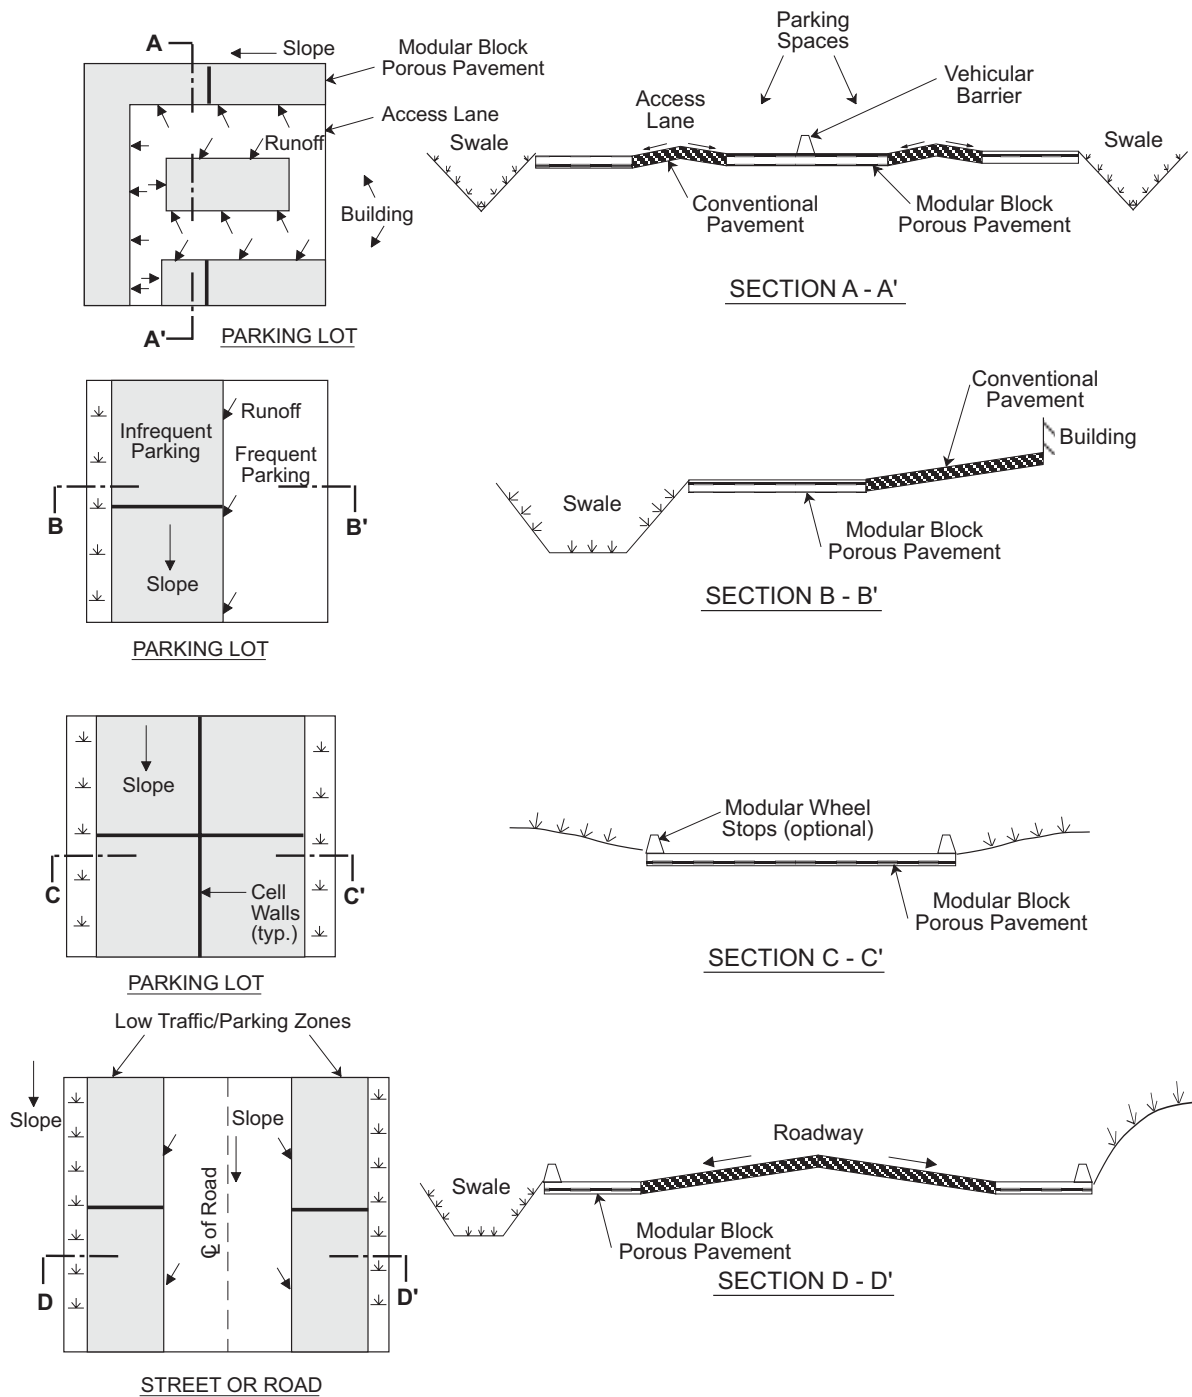 A
Slope
Modular Block
Porous Pavement
Access Lane
Runoff
Building
A'
PARKING LOT
Parking
Spaces
Vehicular
Barrier
Access
Lane
Swale
Swale
Conventional
Pavement
Modular Block
Porous Pavement
SECTION A - A'
Infrequent
Parking
Runoff
Frequent
Parking
B
B'
Slope
PARKING LOT
Conventional
Pavement
Building
Swale
Modular Block
Porous Pavement
SECTION B - B'
Slope
C
C'
Cell
Walls
(typ.)
PARKING LOT
Modular Wheel
Stops (optional)
Modular Block
Porous Pavement
SECTION C - C'
Low Traffic/Parking Zones
Slope
Slope
℄ of Road
D
D'
STREET OR ROAD
Roadway
Swale
Modular Block
Porous Pavement
SECTION D - D'